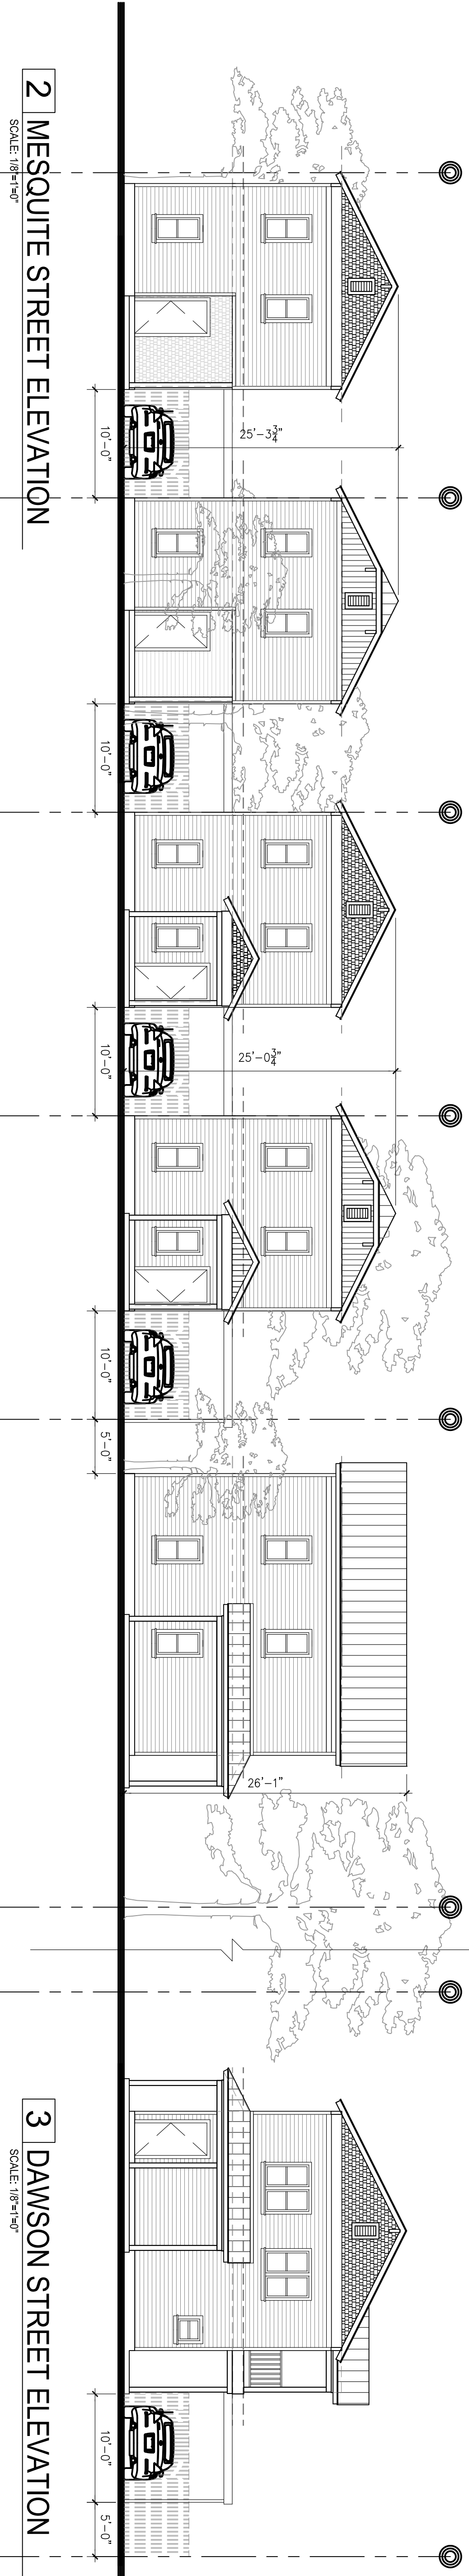 2 MESQUITE STREET ELEVATION
SCALE: 1/8"=1'=0"
10'-0"
25'-3 3/4"
10'-0"
10'-0"
25'-0 3/4"
10'-0"
5'-0"
26'-1"
3 DAWSON STREET ELEVATION
SCALE: 1/8"=1'=0"
10'-0"
5'-0"